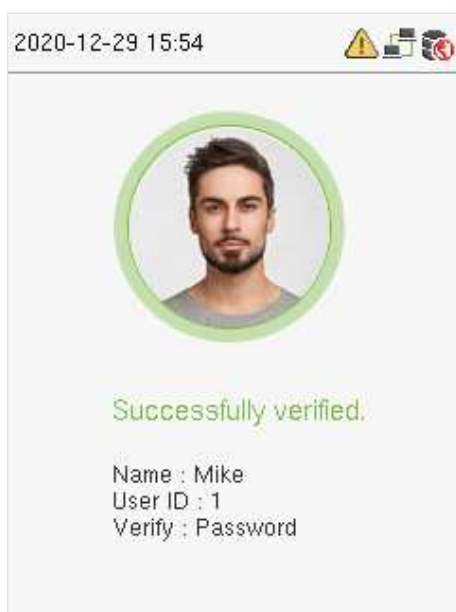 2020-12-29 15:54
Successfully verified.
Name : Mike
User ID : 1
Verify : Password